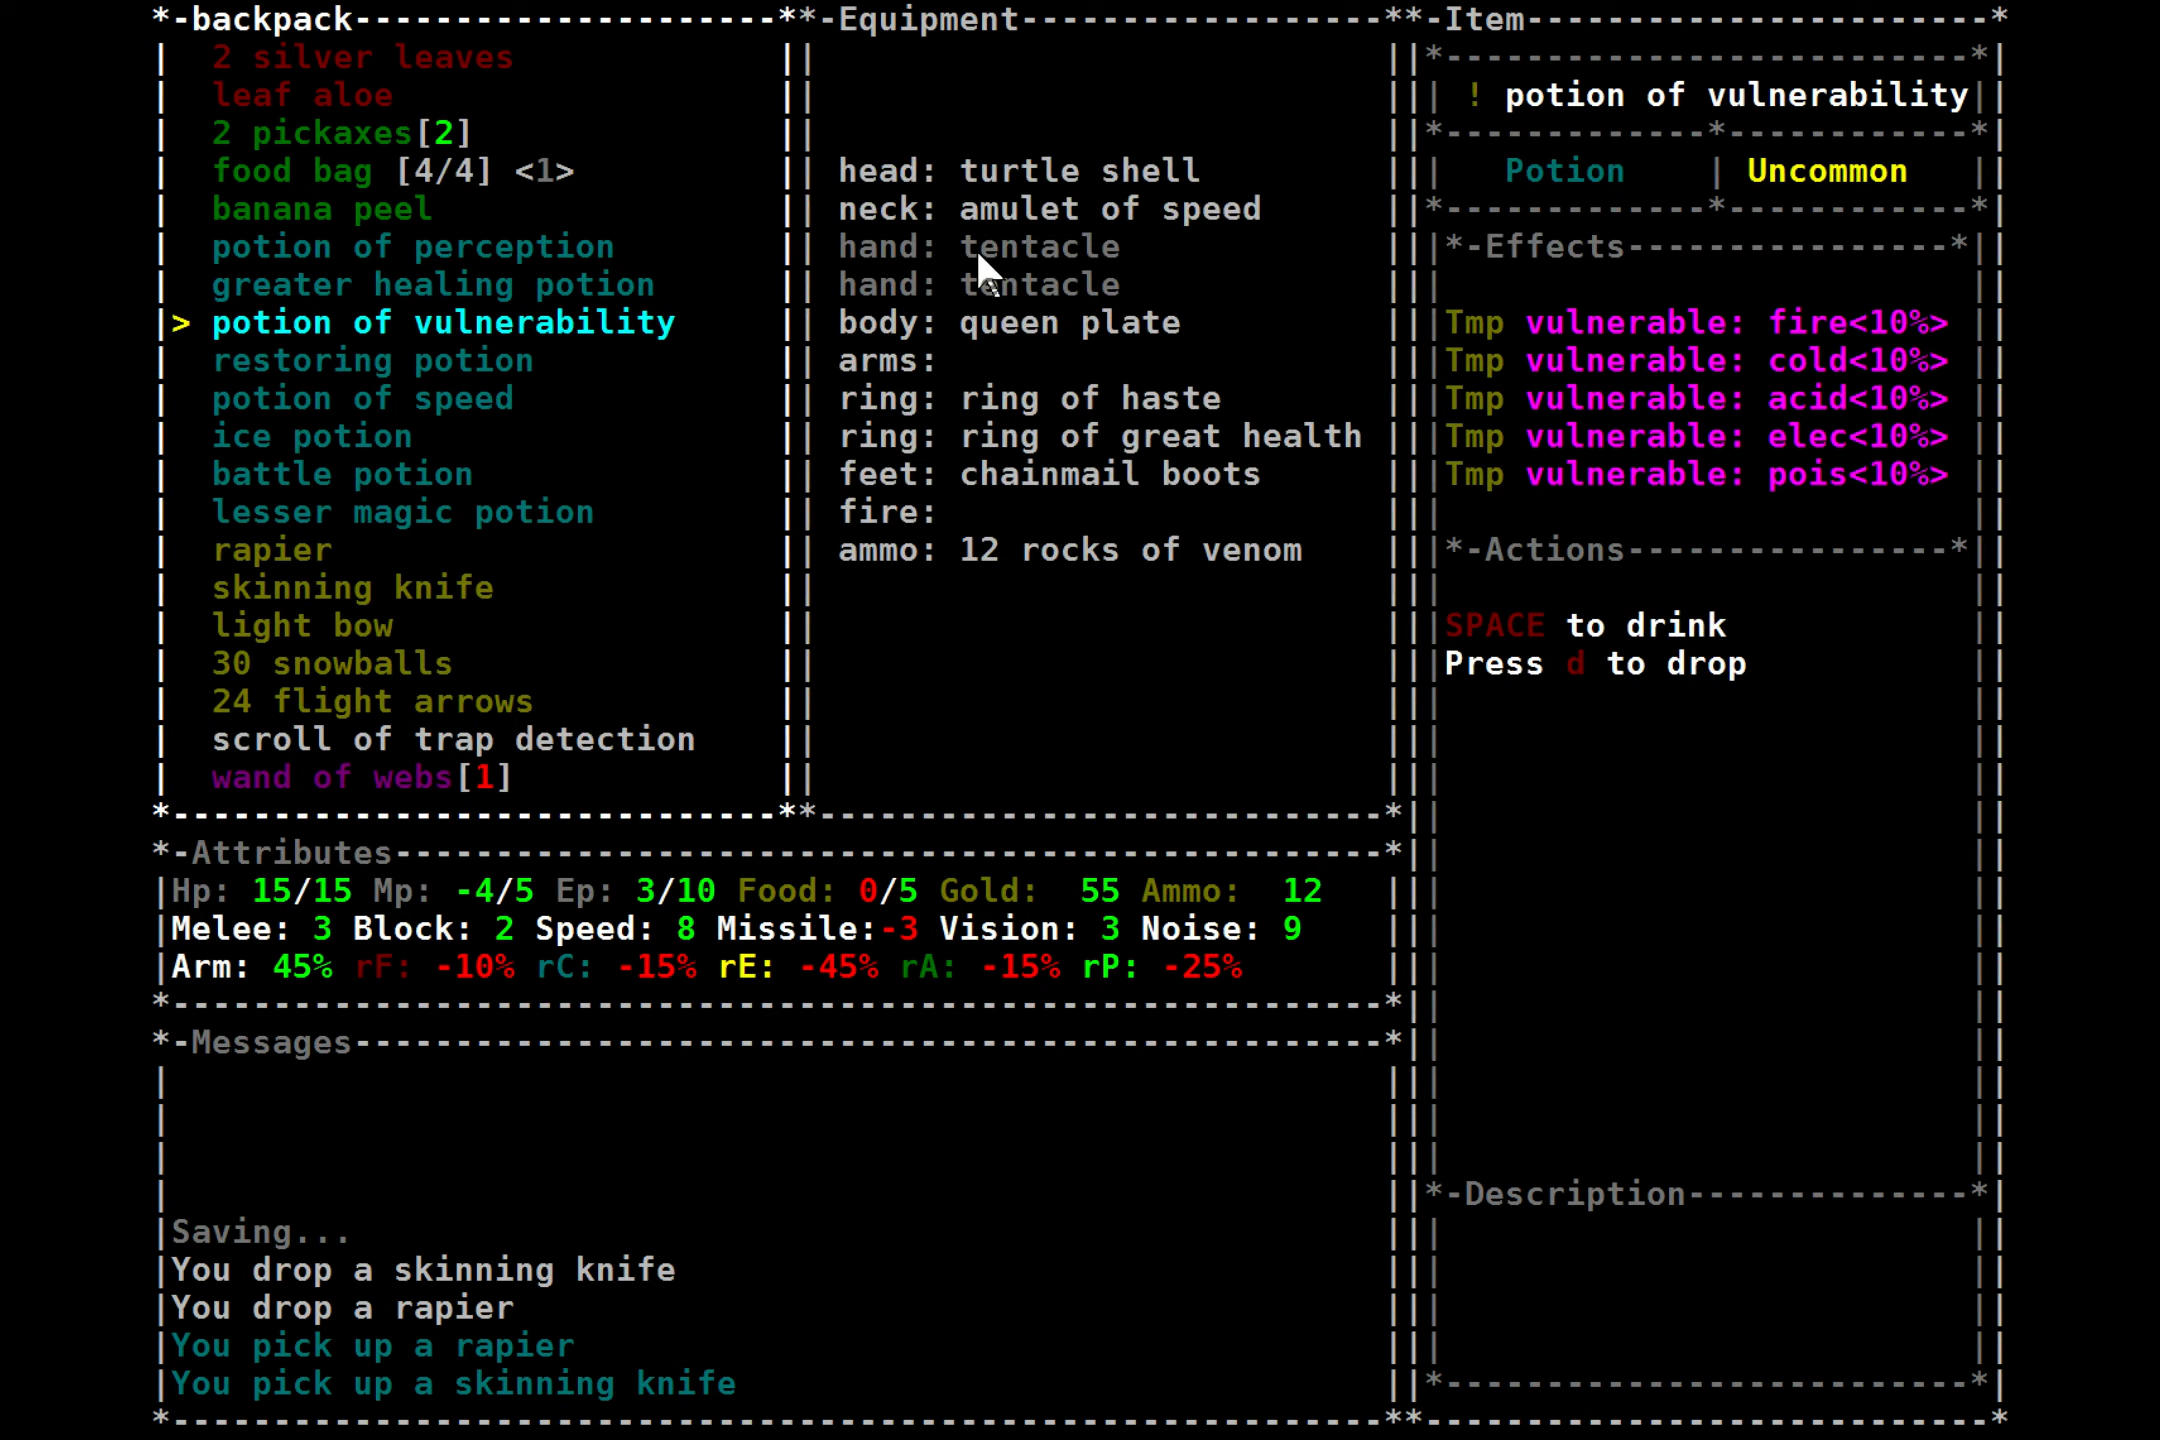 backpack
2 silver leaves
leaf aloe
2 pickaxes[2]
food bag [4/4] <1>
banana peel
potion of perception
greater healing potion
> potion of vulnerability
restoring potion
potion of speed
ice potion
battle potion
lesser magic potion
rapier
skinning knife
light bow
30 snowballs
24 flight arrows
scroll of trap detection
wand of webs[1]
Equipment
head: turtle shell
neck: amulet of speed
hand: tentacle
hand: tentacle
body: queen plate
arms:
ring: ring of haste
ring: ring of great health
feet: chainmail boots
fire:
ammo: 12 rocks of venom
Item
! potion of vulnerability
Potion | Uncommon
Effects
Tmp vulnerable: fire<10%>
Tmp vulnerable: cold<10%>
Tmp vulnerable: acid<10%>
Tmp vulnerable: elec<10%>
Tmp vulnerable: pois<10%>
Actions
SPACE to drink
Press d to drop
Description
Attributes
Hp: 15/15 Mp: -4/5 Ep: 3/10 Food: 0/5 Gold: 55 Ammo: 12
Melee: 3 Block: 2 Speed: 8 Missile:-3 Vision: 3 Noise: 9
Arm: 45% rF: -10% rC: -15% rE: -45% rA: -15% rP: -25%
Messages
Saving...
You drop a skinning knife
You drop a rapier
You pick up a rapier
You pick up a skinning knife